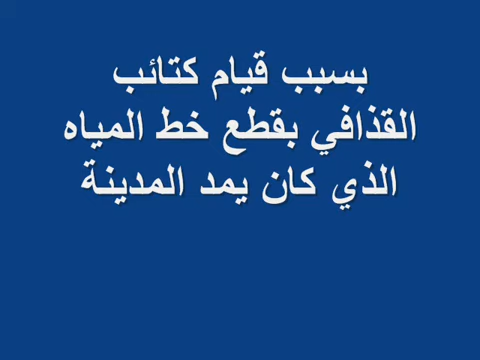 بسبب قيام كتائب
القذافي بقطع خط المياه
الذي كان يمد المدينة